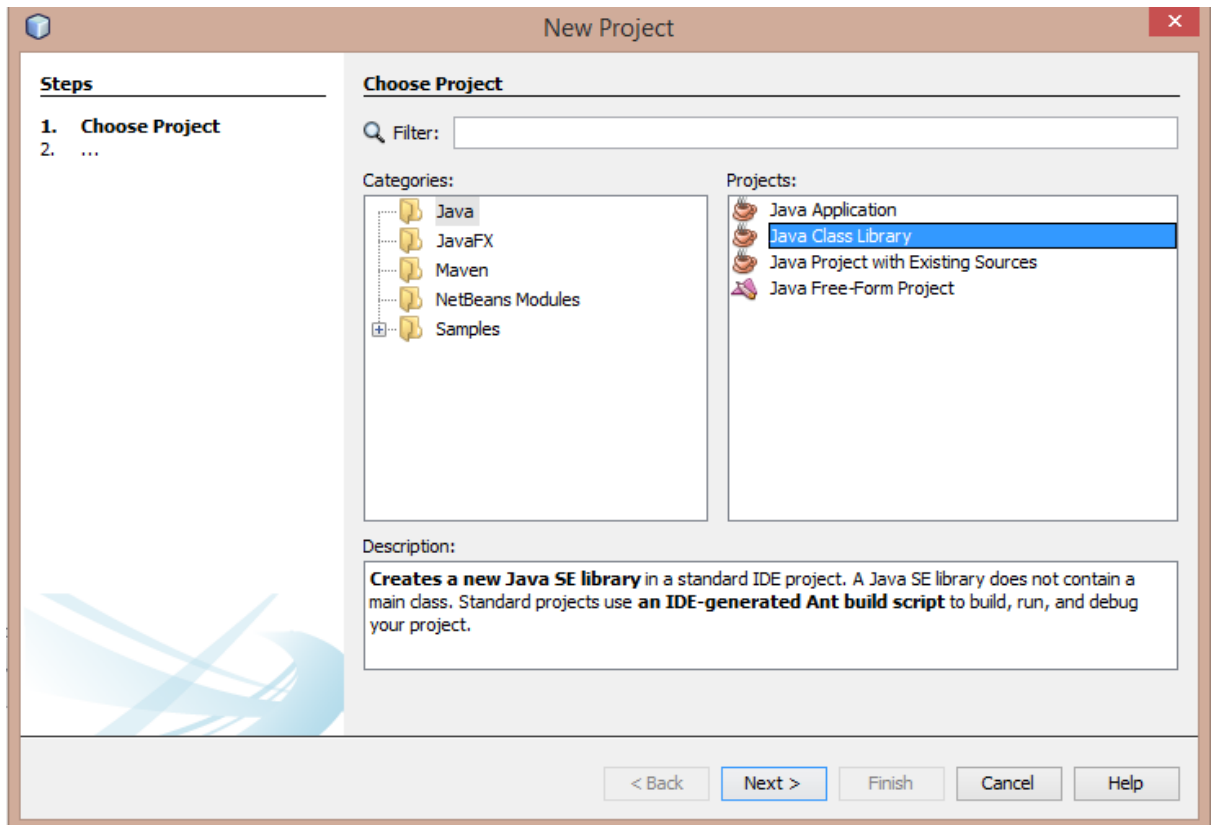 New Project
Steps
1. Choose Project
2. ...
Choose Project
Filter:
Categories:
Java
JavaFX
Maven
NetBeans Modules
Samples
Projects:
Java Application
Java Class Library
Java Project with Existing Sources
Java Free-Form Project
Description:
Creates a new Java SE library in a standard IDE project. A Java SE library does not contain a
main class. Standard projects use an IDE-generated Ant build script to build, run, and debug
your project.
< Back Next > Finish Cancel Help